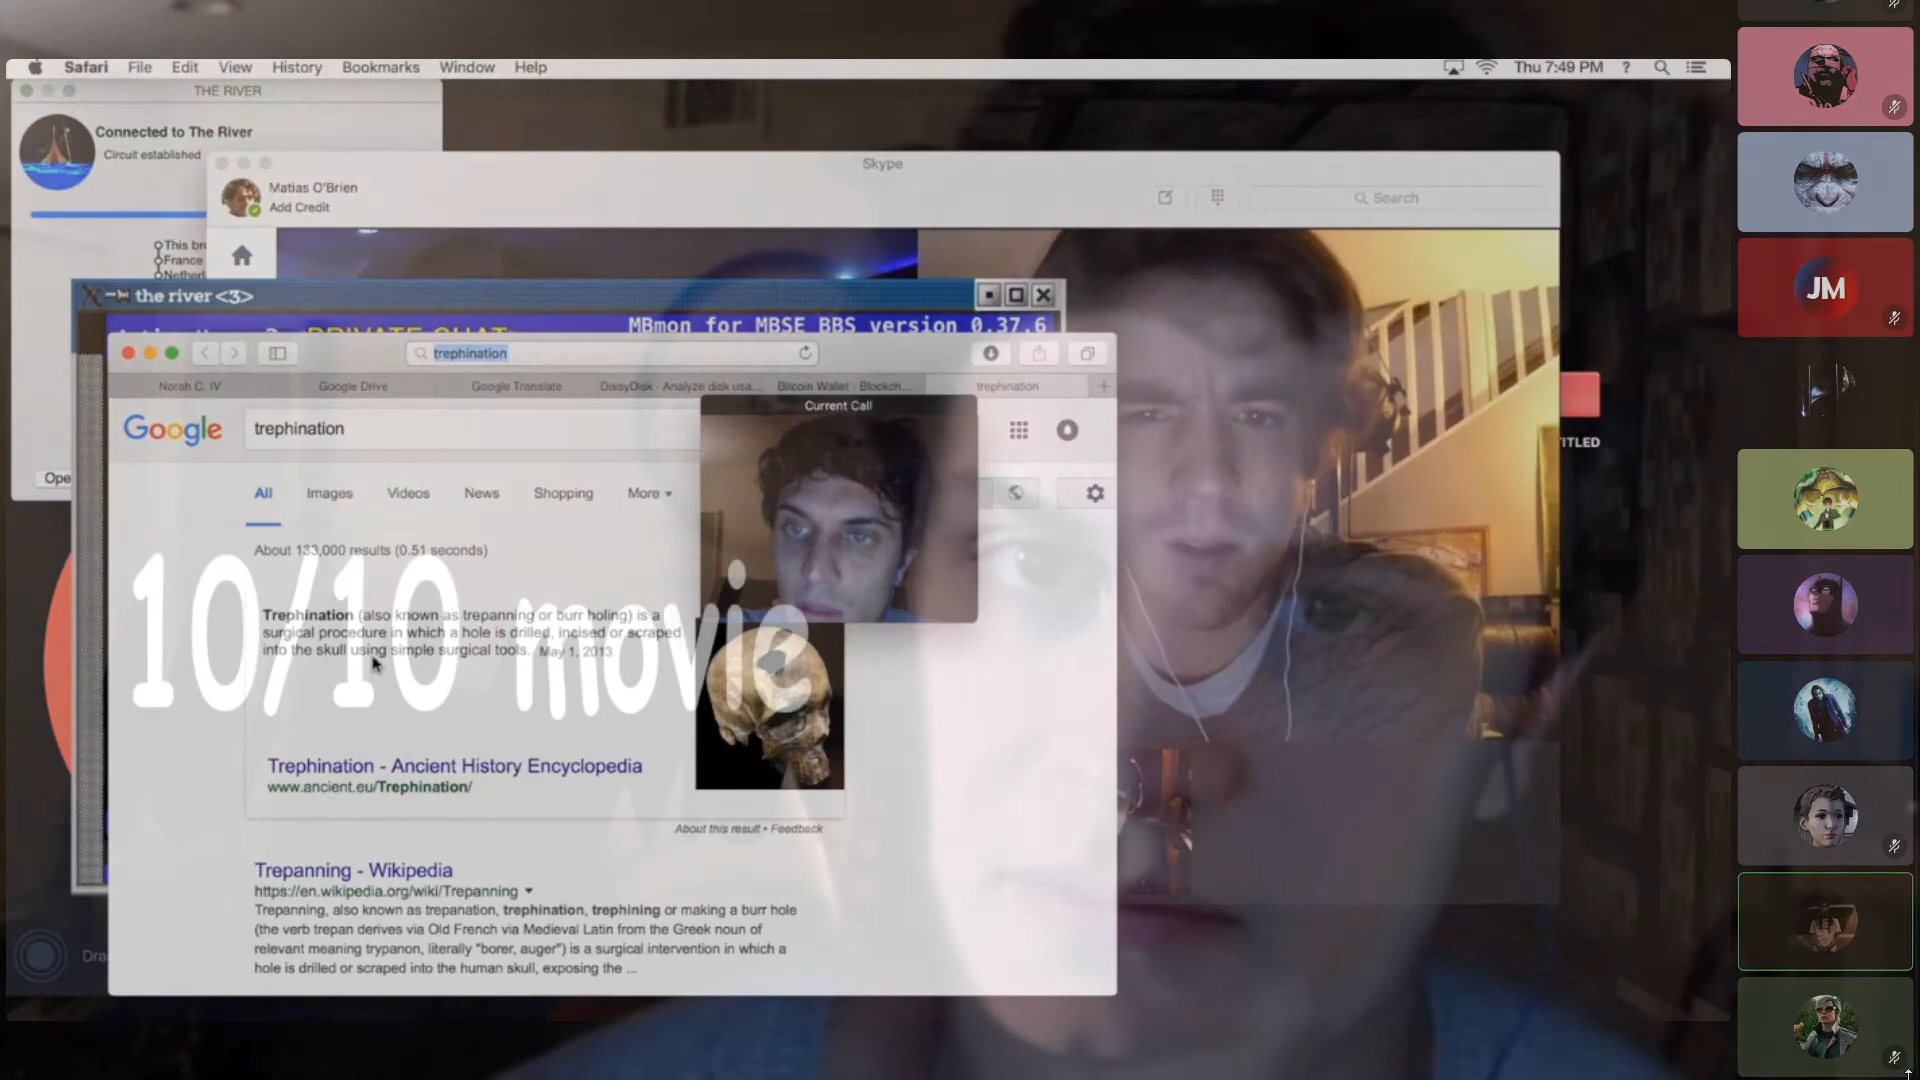 Safari File Edit View History Bookmarks Window Help
Thu 7:49 PM ?
THE RIVER
Connected to The River
Circuit established
Skype
Matias O'Brien
Add Credit
Search
This bro
France
Netherl
the river <3>
PRIVATE CHAT:
MBmon for MBSE BBS version 0.37.6
trephination
Norah C. IV
Google Drive
Google Translate
DaisyDisk - Analyze disk usa...
Bitcoin Wallet - Blockch...
trephination
Current Call
Google
trephination
ITLED
Ope
All Images Videos News Shopping More
About 133,000 results (0.51 seconds)
10/10 movie
Trephination (also known as trepanning or burr holing) is a
surgical procedure in which a hole is drilled, incised or scraped
into the skull using simple surgical tools. May 1, 2013
Trephination - Ancient History Encyclopedia
www.ancient.eu/Trephination/
About this result • Feedback
Trepanning - Wikipedia
https://en.wikipedia.org/wiki/Trepanning
Trepanning, also known as trepanation, trephination, trephining or making a burr hole
(the verb trepan derives via Old French via Medieval Latin from the Greek noun of
relevant meaning trypanon, literally "borer, auger") is a surgical intervention in which a
hole is drilled or scraped into the human skull, exposing the ...
Dra
JM